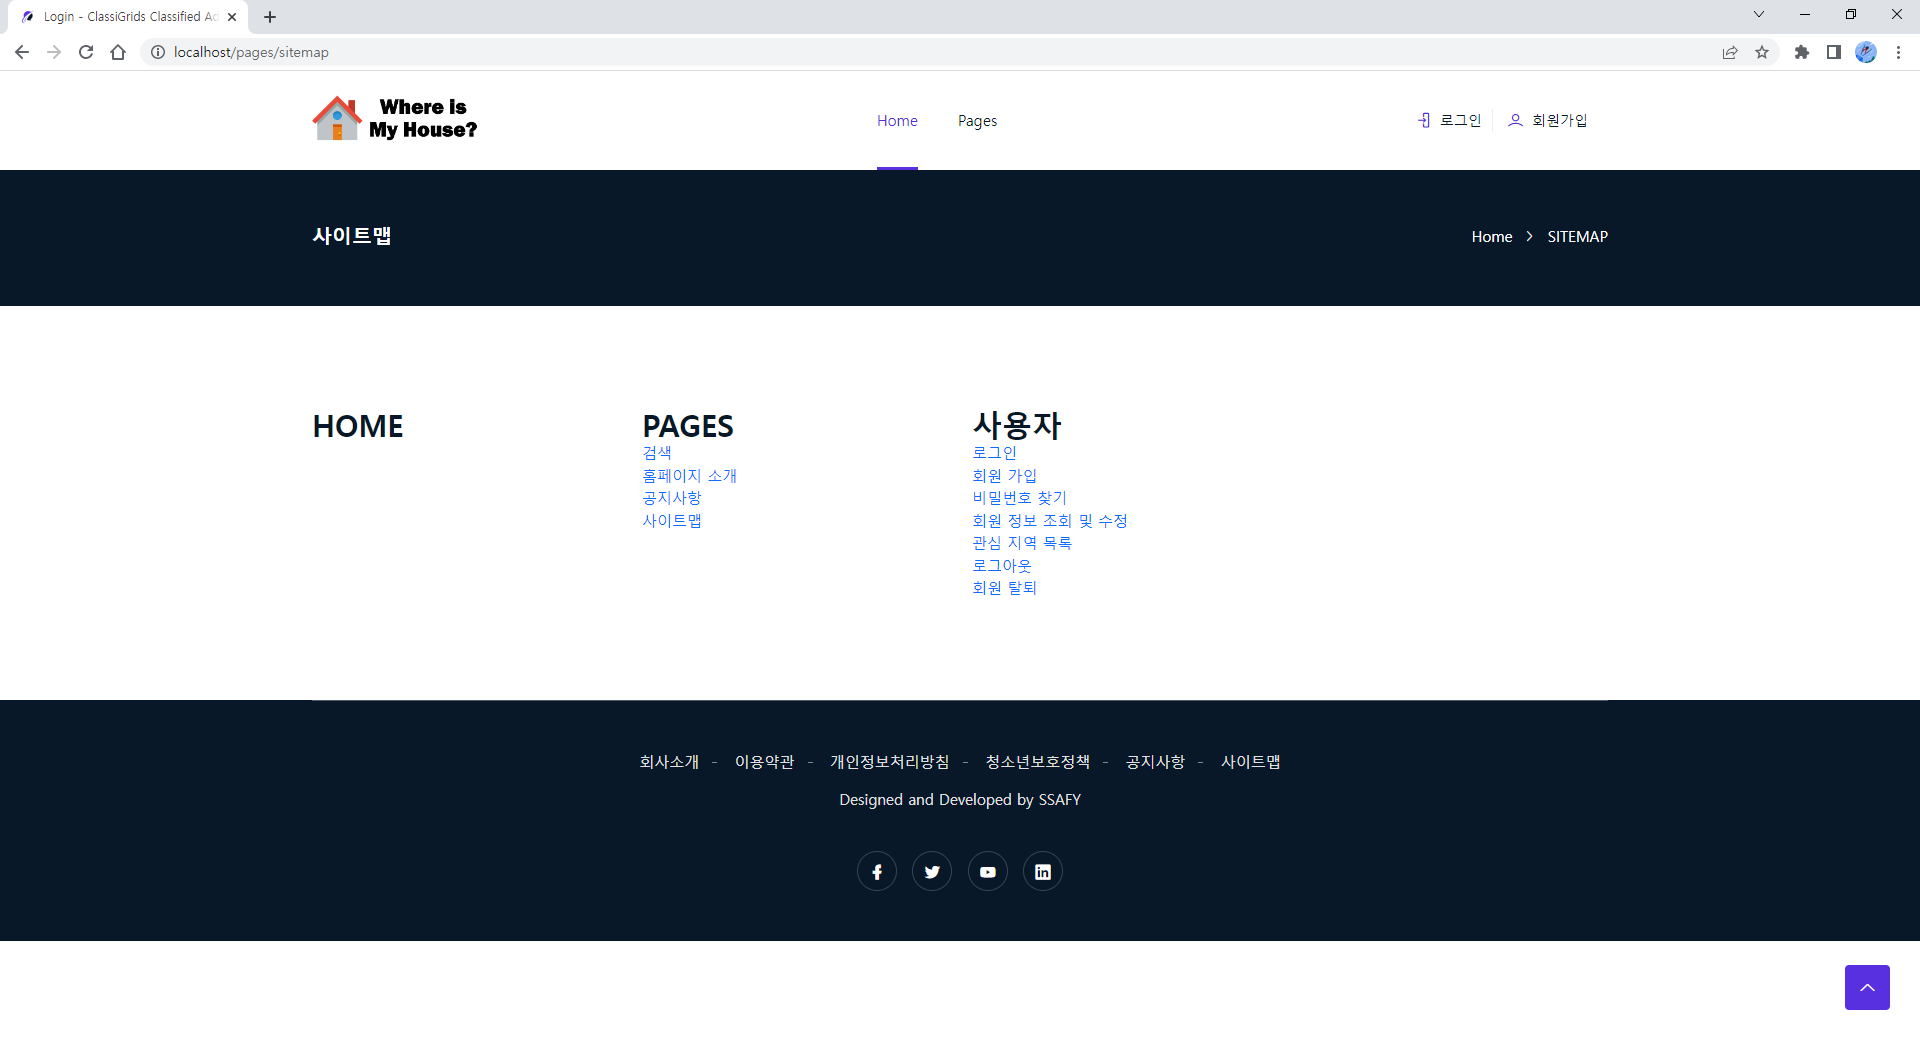 Login - ClassiGrids Classified Ad
localhost/pages/sitemap
Where is
My House?
Home
Pages
로그인
회원가입
사이트맵
Home
SITEMAP
HOME
PAGES
검색
홈페이지 소개
공지사항
사이트맵
사용자
로그인
회원 가입
비밀번호 찾기
회원 정보 조회 및 수정
관심 지역 목록
로그아웃
회원 탈퇴
회사소개 - 이용약관 - 개인정보처리방침 - 청소년보호정책 - 공지사항 - 사이트맵
Designed and Developed by SSAFY